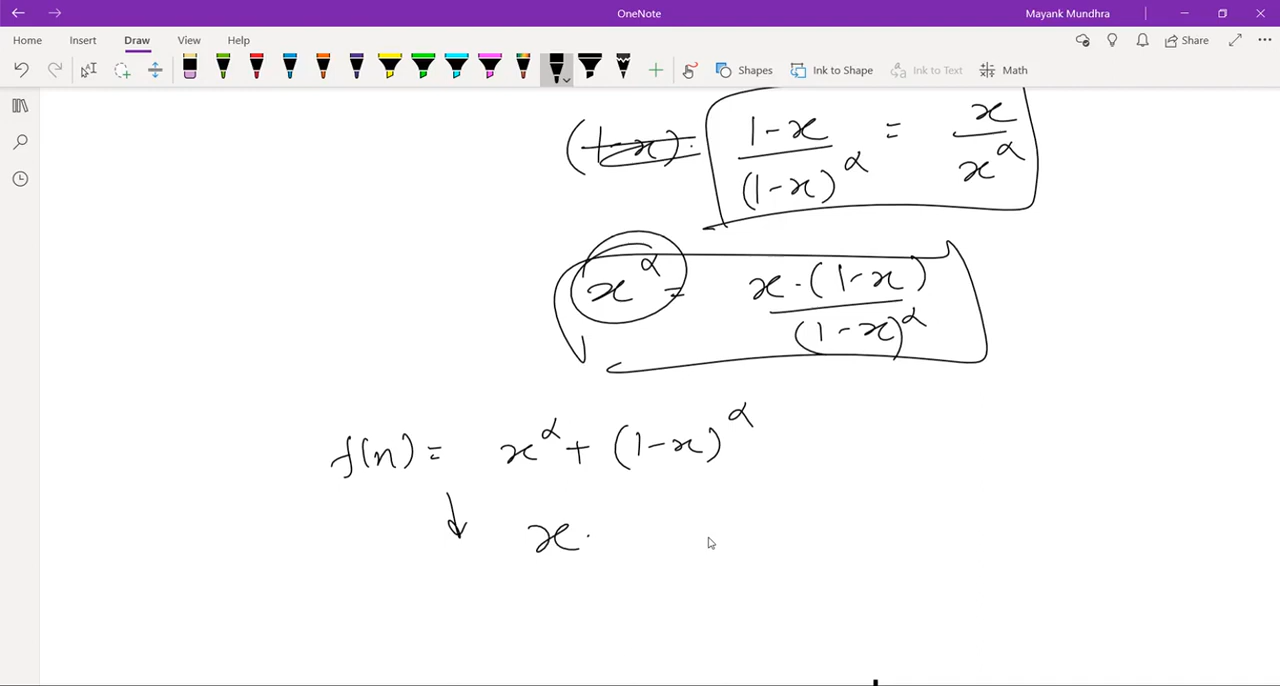 OneNote
Mayank Mundhra
Home Insert Draw View Help
Share
Shapes Ink to Shape Ink to Text Math
(1-x). (1-x)/(1-x)^α = x/x^α
x^α = x.(1-x)/(1-x)^α
f(n) = x^α + (1-x)^α
↓ x.